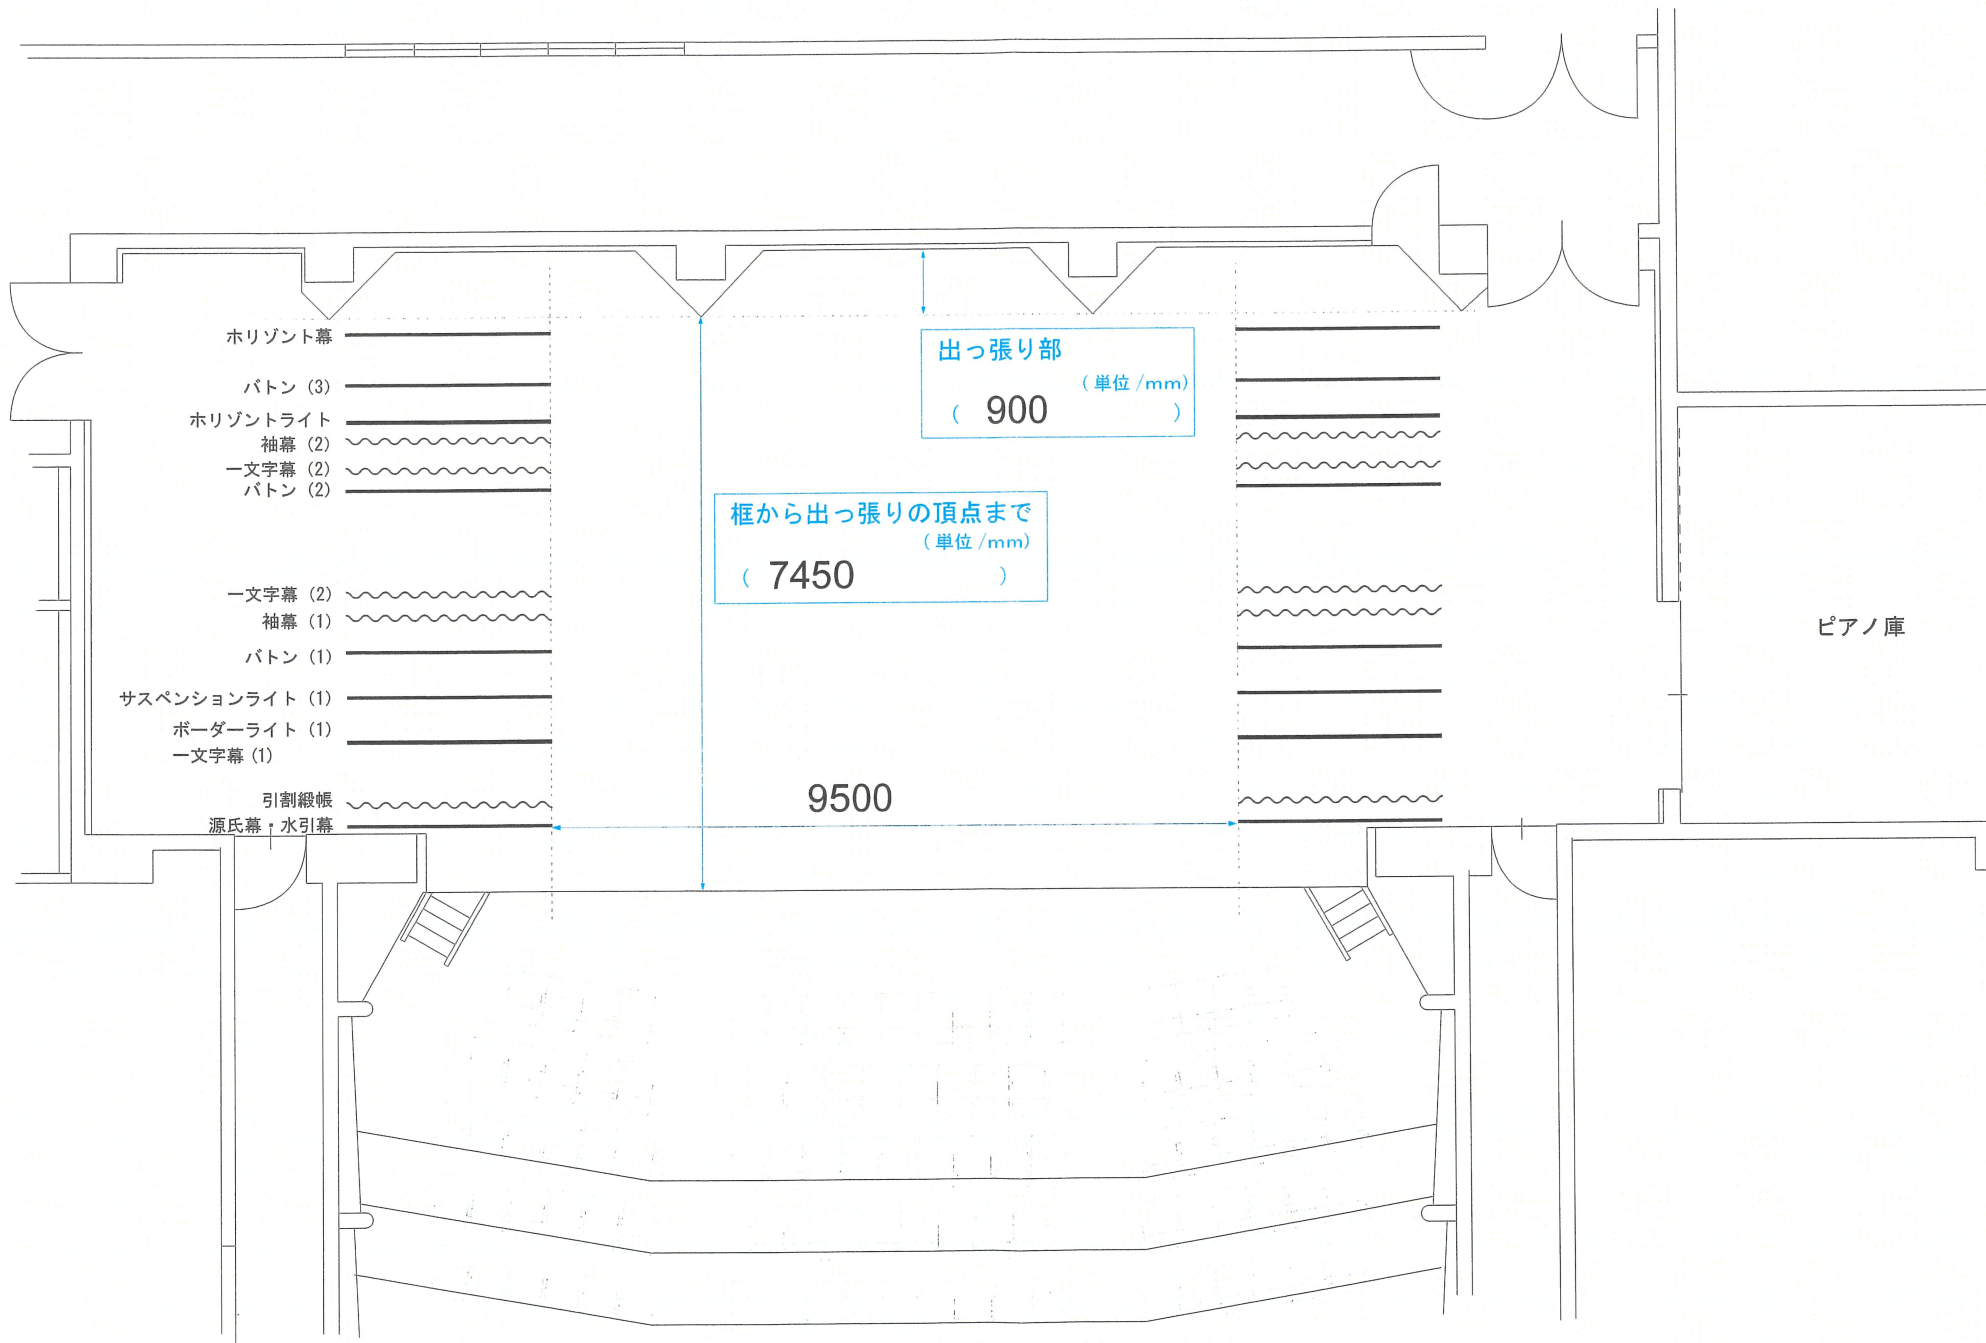 ホリゾント幕
バトン (3)
ホリゾントライト
袖幕 (2)
一文字幕 (2)
バトン (2)
一文字幕 (2)
袖幕 (1)
バトン (1)
サスペンションライト (1)
ボーダーライト (1)
一文字幕 (1)
引割緞帳
源氏幕・水引幕
出っ張り部
(単位/mm)
( 900 )
框から出っ張りの頂点まで
(単位/mm)
( 7450 )
9500
ピアノ庫